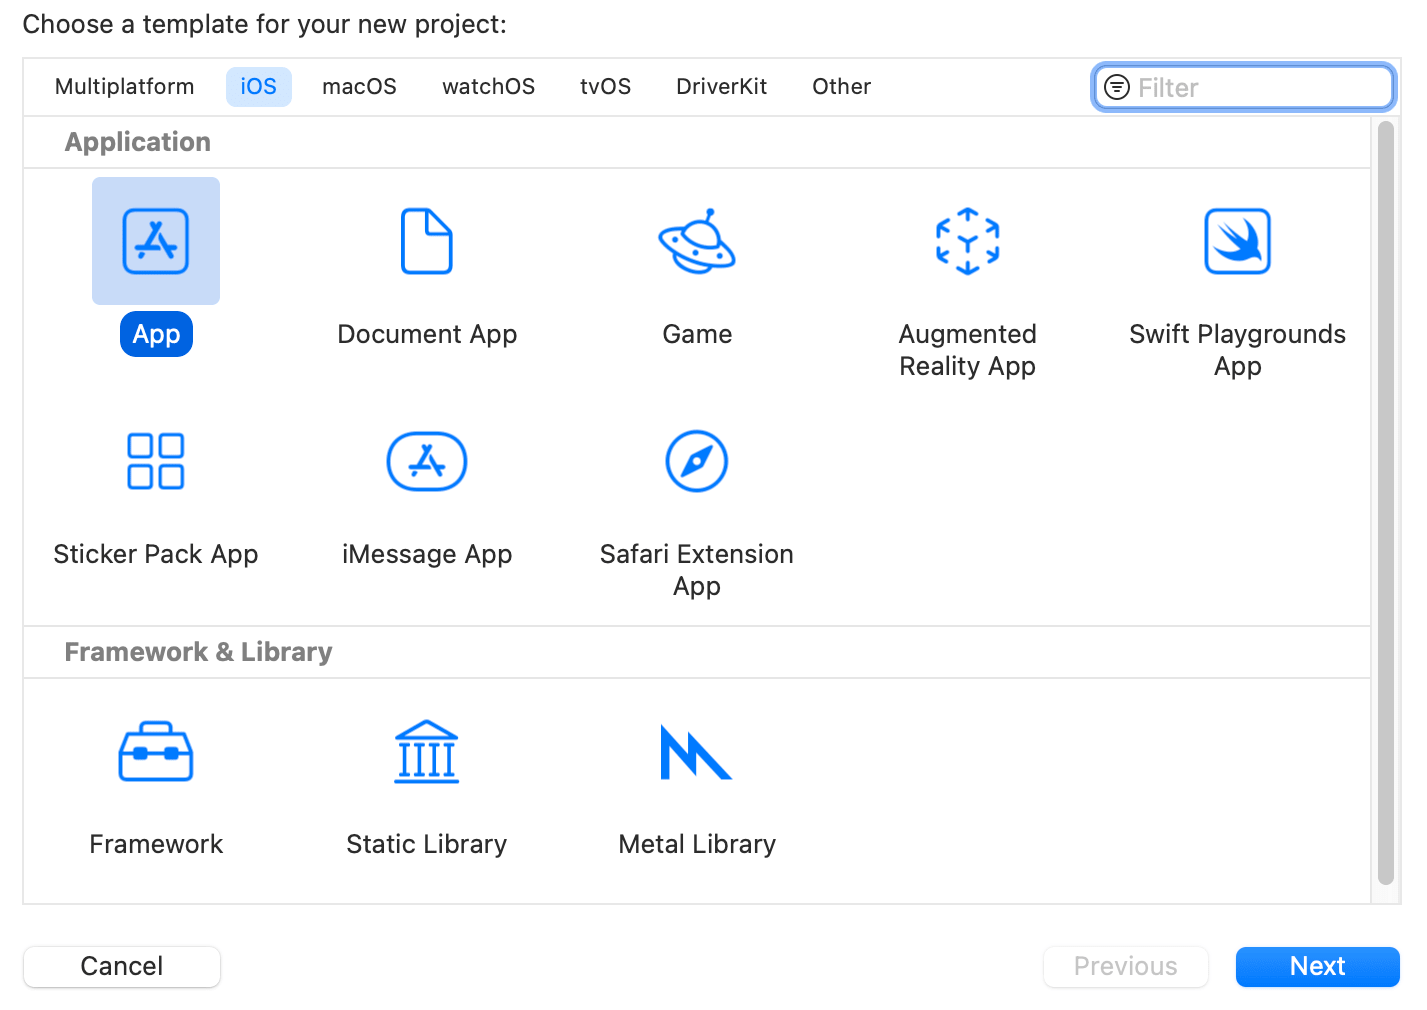 Choose a template for your new project:
Multiplatform iOS macOS watchOS tvOS DriverKit Other Filter
Application
App Document App Game Augmented Reality App Swift Playgrounds App
Sticker Pack App iMessage App Safari Extension App
Framework & Library
Framework Static Library Metal Library
Cancel Previous Next